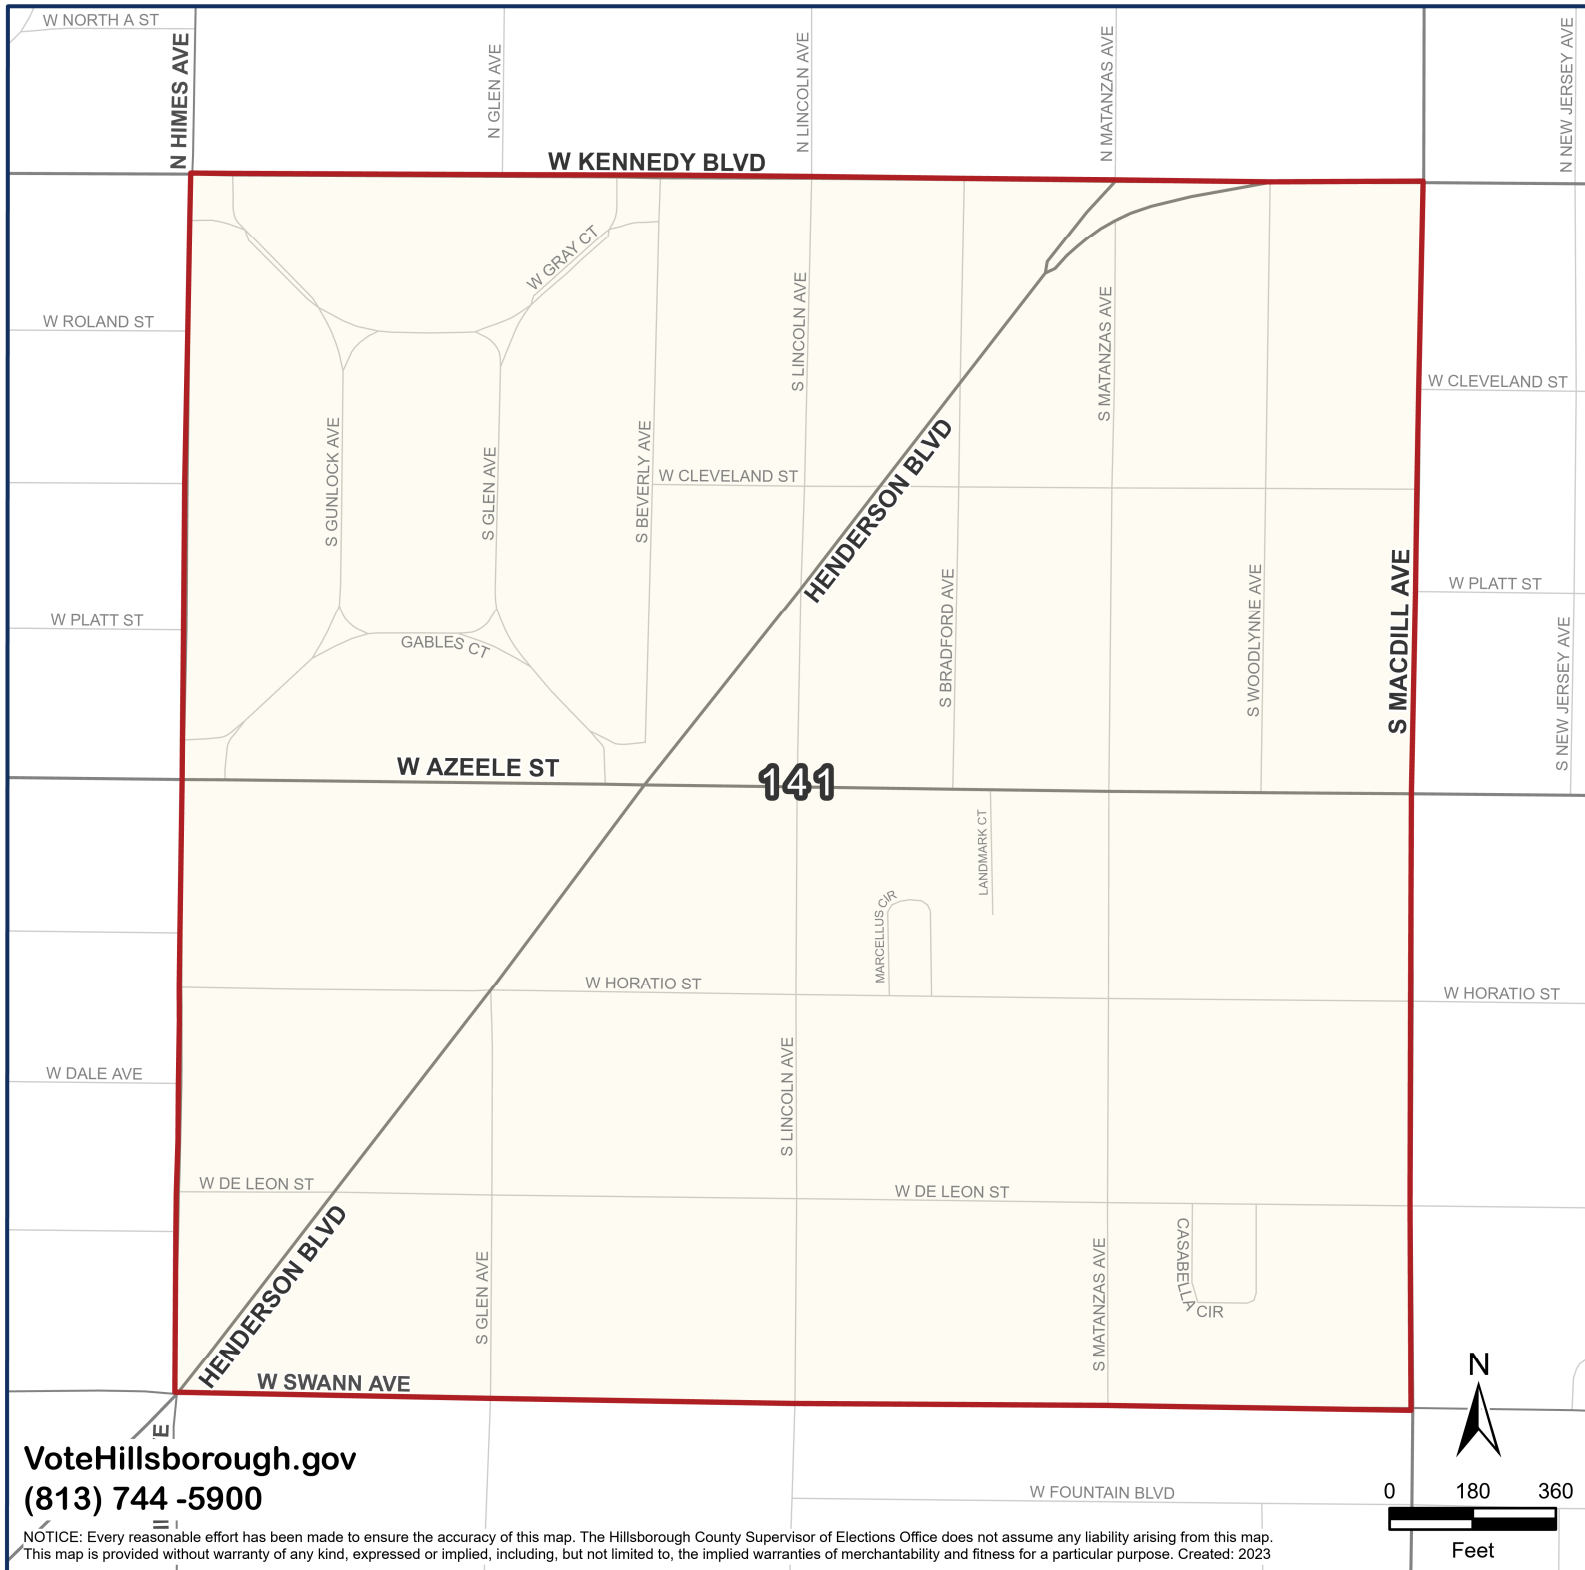 W NORTH A ST
N HIMES AVE
N GLEN AVE
N LINCOLN AVE
N MATANZAS AVE
N NEW JERSEY AVE
W KENNEDY BLVD
W GRAY CT
W ROLAND ST
S LINCOLN AVE
S MATANZAS AVE
W CLEVELAND ST
S GUNLOCK AVE
S GLEN AVE
S BEVERLY AVE
W CLEVELAND ST
HENDERSON BLVD
S BRADFORD AVE
S WOODLYNNE AVE
S MACDILL AVE
W PLATT ST
W PLATT ST
GABLES CT
S NEW JERSEY AVE
W AZEELE ST
141
LANDMARK CT
MARCELLUS CIR
W HORATIO ST
W HORATIO ST
W DALE AVE
S LINCOLN AVE
W DE LEON ST
W DE LEON ST
HENDERSON BLVD
S GLEN AVE
S MATANZAS AVE
CASABELLA CIR
W SWANN AVE
N
VoteHillsborough.gov
(813) 744 -5900
W FOUNTAIN BLVD
0 180 360
Feet
NOTICE: Every reasonable effort has been made to ensure the accuracy of this map. The Hillsborough County Supervisor of Elections Office does not assume any liability arising from this map.
This map is provided without warranty of any kind, expressed or implied, including, but not limited to, the implied warranties of merchantability and fitness for a particular purpose. Created: 2023